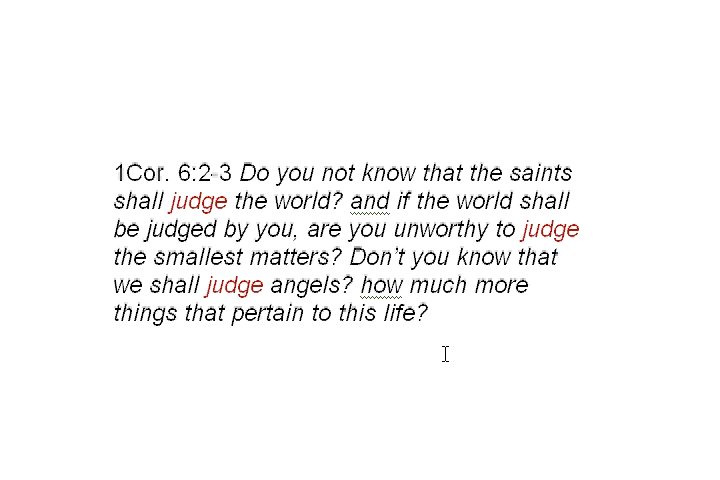 1Cor. 6:2-3 Do you not know that the saints
shall judge the world? and if the world shall
be judged by you, are you unworthy to judge
the smallest matters? Don’t you know that
we shall judge angels? how much more
things that pertain to this life?